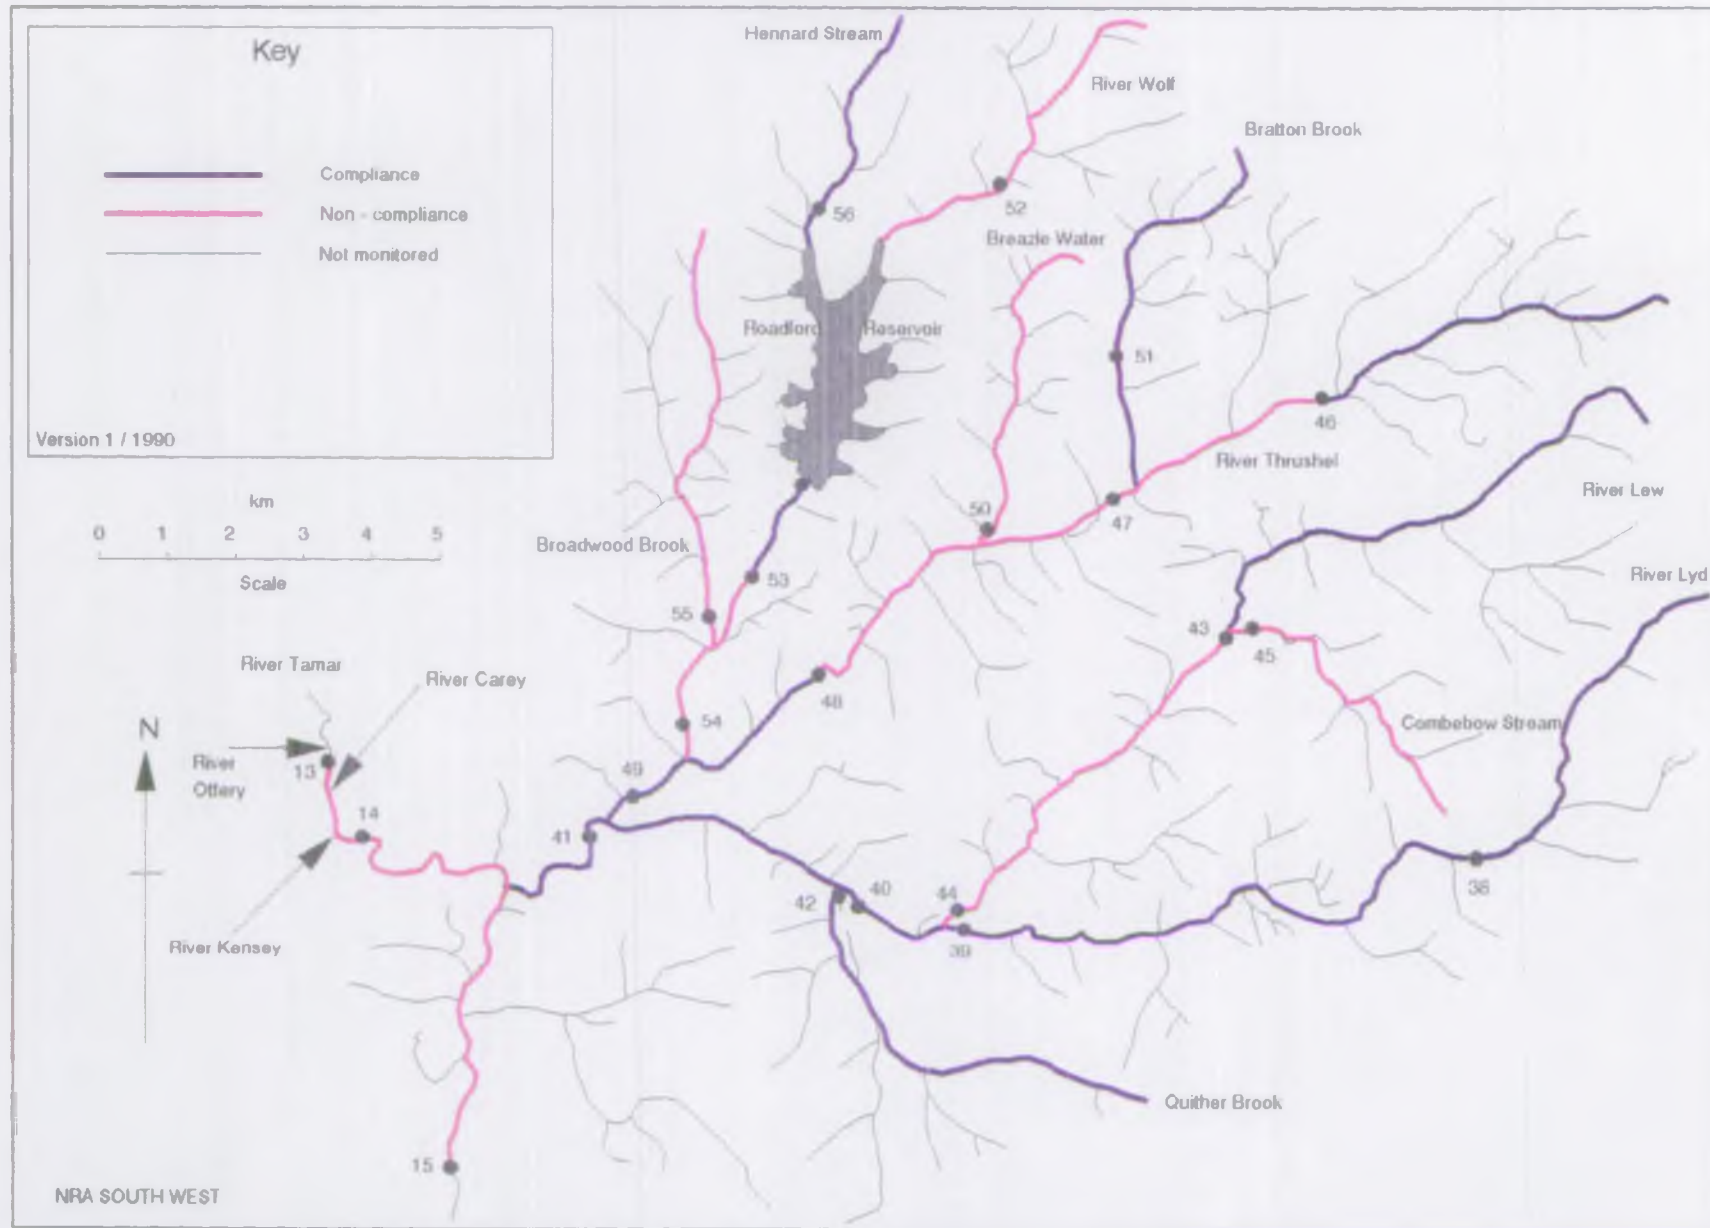 Key
Compliance
Non - compliance
Not monitored
Version 1 / 1990
km
0 1 2 3 4 5
Scale
Hennard Stream
River Wolf
Bratton Brook
56
52
Breazle Water
Roadford Reservoir
51
46
River Thrushel
River Lew
50
47
Broadwood Brook
53
55
43
45
River Lyd
River Tamar
River Carey
48
Combebow Stream
N
54
River
Ottery
13
49
14
41
38
42
40
44
39
River Kensey
Quither Brook
15
NRA SOUTH WEST